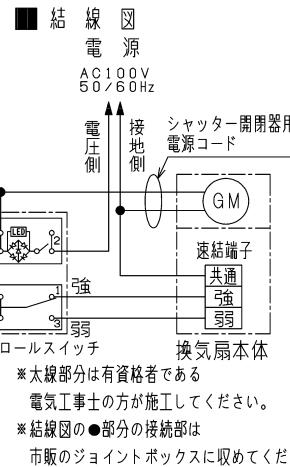 結線図
電源
AC100V
50/60Hz
電圧側
接地側
シャッター開閉器用
電源コード
GM
LED
2
速結端子
共通
強
弱
1
強
3
弱
ロールスイッチ
換気扇本体
※太線部分は有資格者である
電気工事士の方が施工してください。
※結線図の●部分の接続部は
市販のジョイントボックスに収めてくだ